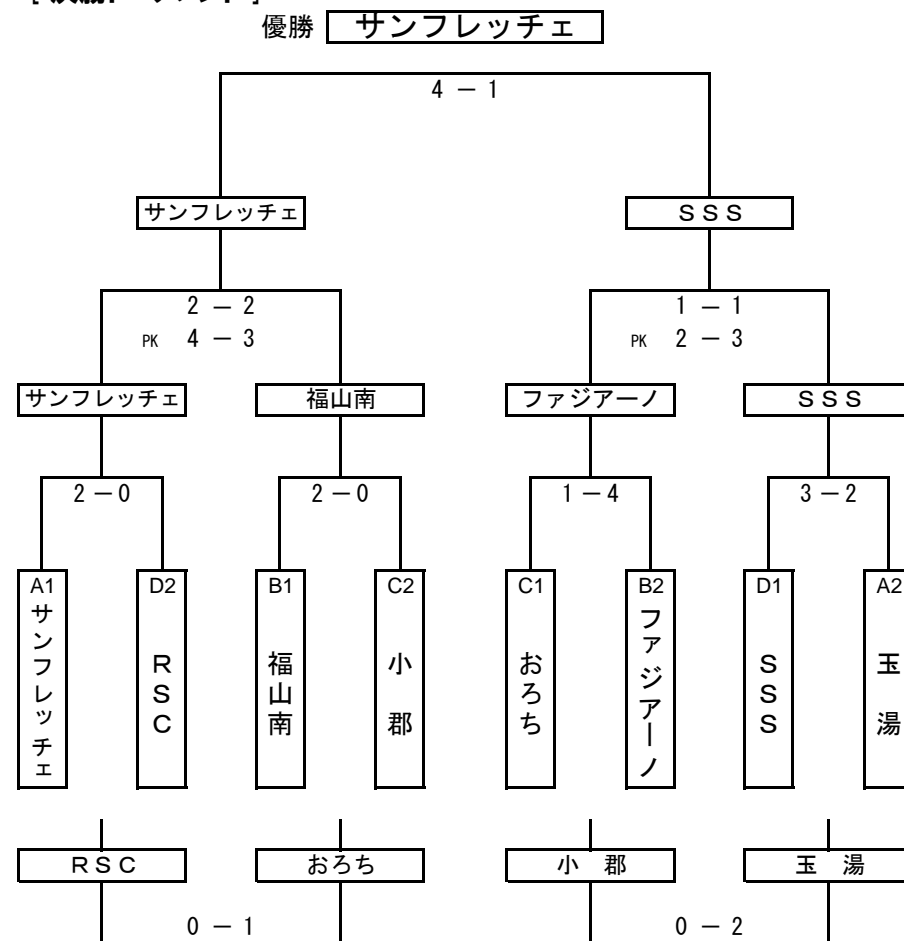 優勝 サンフレッチェ
4 － 1
サンフレッチェ SSS
2 － 2 1 － 1
PK 4 － 3 PK 2 － 3
サンフレッチェ 福山南 ファジアーノ SSS
2－0 2－0 1－4 3－2
A1 D2 B1 C2 C1 B2 D1 A2
サンフレッチェ
RSC
福山南
小郡
おろち
ファジアーノ
SSS
玉湯
RSC おろち 小 郡 玉 湯
0 － 1 0 － 2